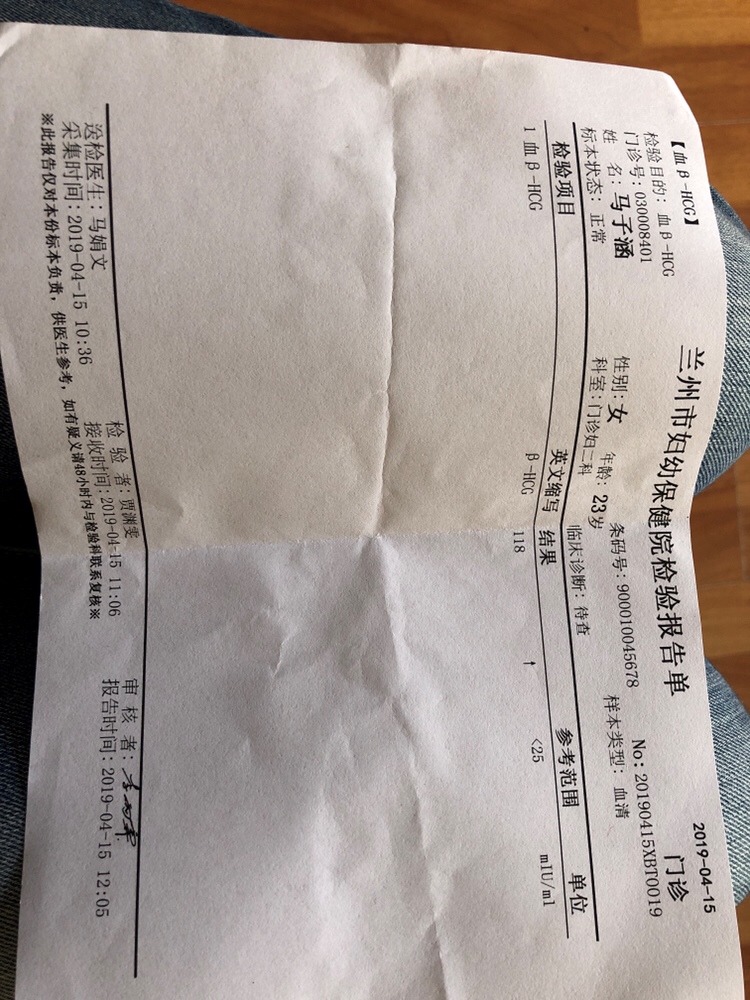 2019-04-15
兰州市妇幼保健院检验报告单 门诊
【血β-HCG】 No: 20190415XBT0019
检验目的: 血β-HCG 条码号: 900010045678 样本类型: 血清
门诊号: 030008401 性别: 女 年龄: 23岁
姓 名: 马子涵 科室: 门诊妇二科 临床诊断: 待查
标本状态: 正常
检验项目 英文缩写 结果 参考范围 单位
1 血β-HCG β-HCG 118 ↑ <25 mIU/ml
送检医生: 马娟文 检 验 者: 贾渊雯 审 核 者:
采集时间: 2019-04-15 10:36 接收时间: 2019-04-15 11:06 报告时间: 2019-04-15 12:05
※此报告仅对本份标本负责, 供医生参考, 如有疑义请48小时内与检验科联系复核※